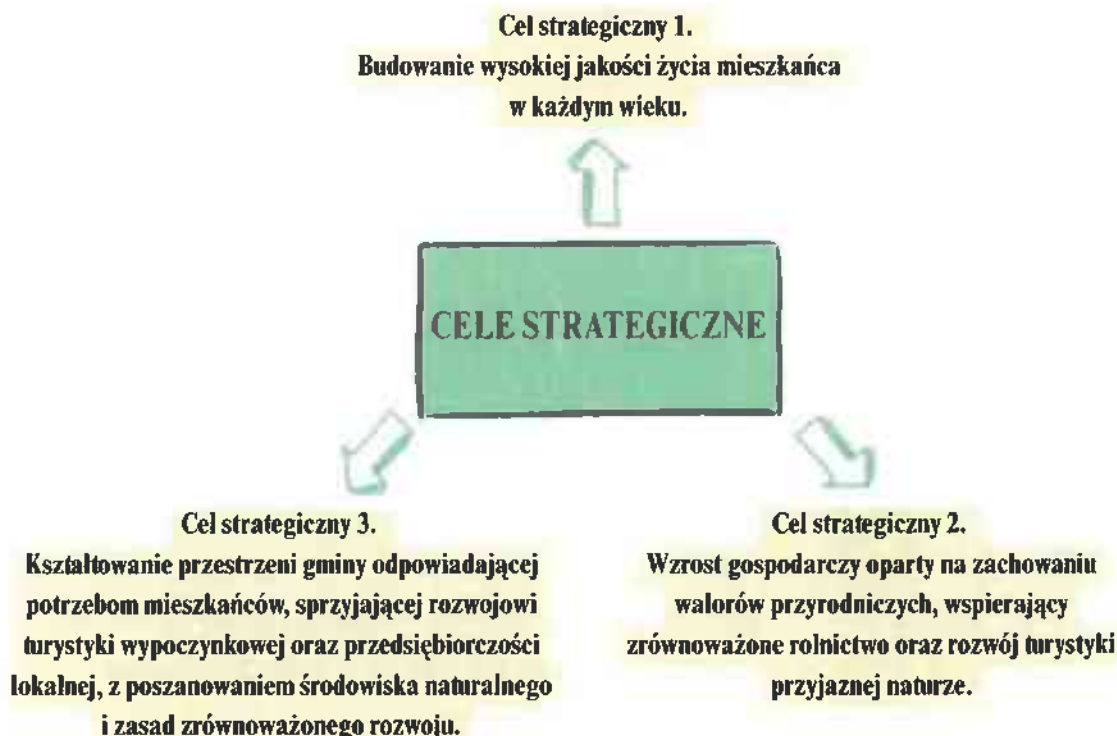 Cel strategiczny 1.
Budowanie wysokiej jakości życia mieszkańca
w każdym wieku.
CELE STRATEGICZNE
Cel strategiczny 3.
Kształtowanie przestrzeni gminy odpowiadającej
potrzebom mieszkańców, sprzyjającej rozwojowi
turystyki wypoczynkowej oraz przedsiębiorczości
lokalnej, z poszanowaniem środowiska naturalnego
i zasad zrównoważonego rozwoju.
Cel strategiczny 2.
Wzrost gospodarczy oparty na zachowaniu
walorów przyrodniczych, wspierający
zrównoważone rolnictwo oraz rozwój turystyki
przyjaznej naturze.